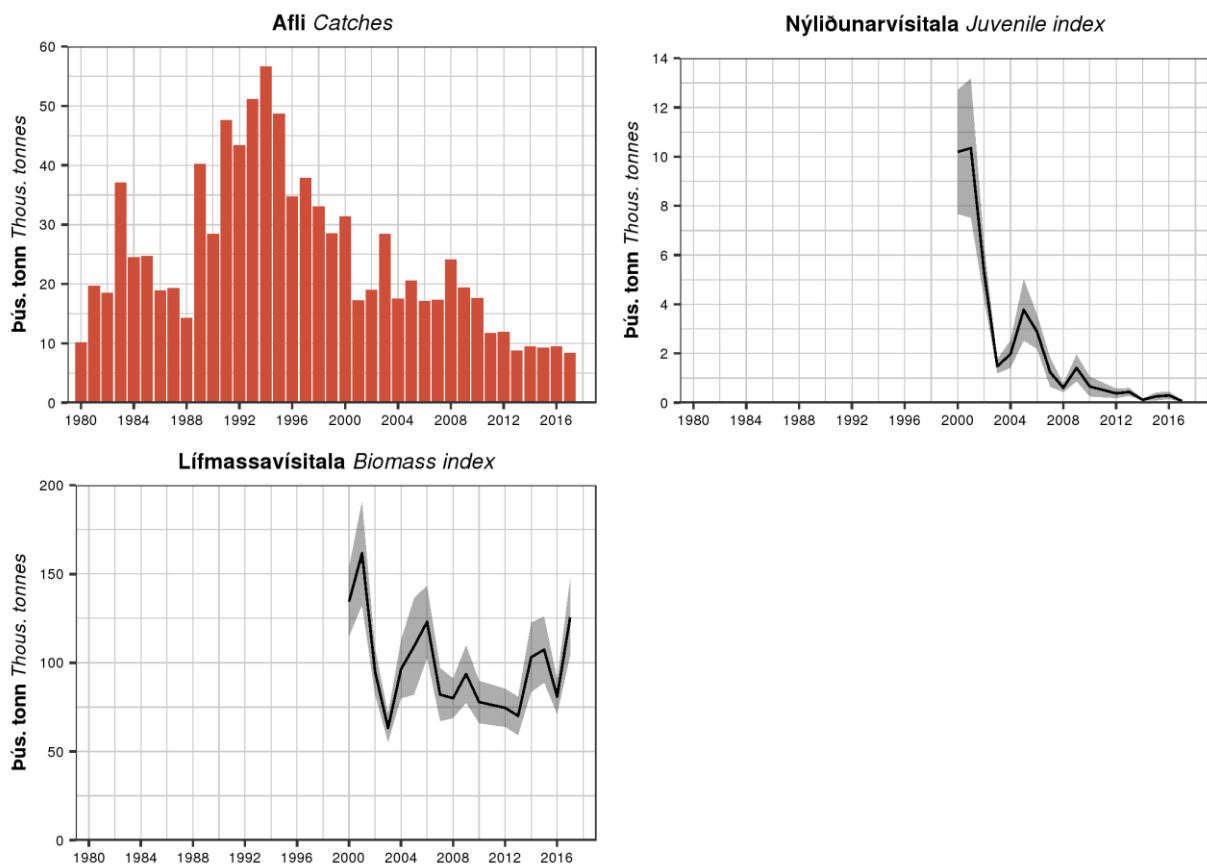 Afli Catches
Þús. tonn Thous. tonnes
60
50
40
30
20
10
0
1980 1984 1988 1992 1996 2000 2004 2008 2012 2016
Nýliðunarvísitala Juvenile index
Þús. tonn Thous. tonnes
14
12
10
8
6
4
2
0
1980 1984 1988 1992 1996 2000 2004 2008 2012 2016
Lífmassavísitala Biomass index
Þús. tonn Thous. tonnes
200
150
100
50
0
1980 1984 1988 1992 1996 2000 2004 2008 2012 2016